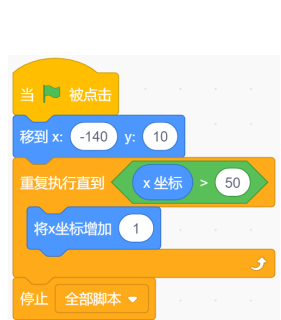 当 被点击
移到 x: -140 y: 10
重复执行直到 x 坐标 > 50
将x坐标增加 1
停止 全部脚本